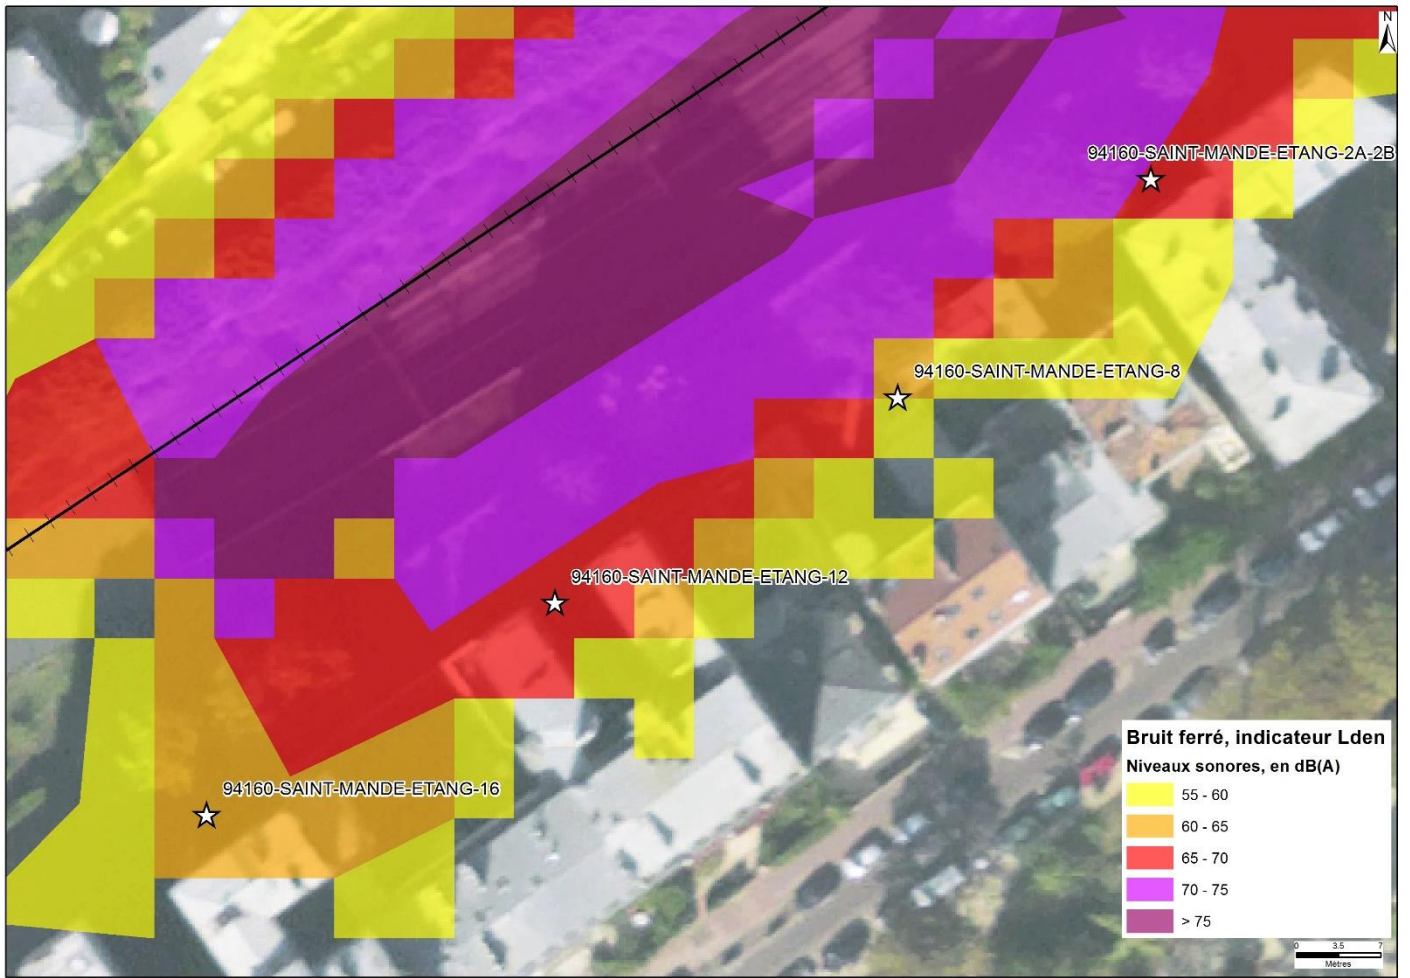 N
94160-SAINT-MANDE-ETANG-2A-2B
94160-SAINT-MANDE-ETANG-8
94160-SAINT-MANDE-ETANG-12
94160-SAINT-MANDE-ETANG-16
Bruit ferré, indicateur Lden
Niveaux sonores, en dB(A)
55 - 60
60 - 65
65 - 70
70 - 75
> 75
0 3.5 7
Mètres